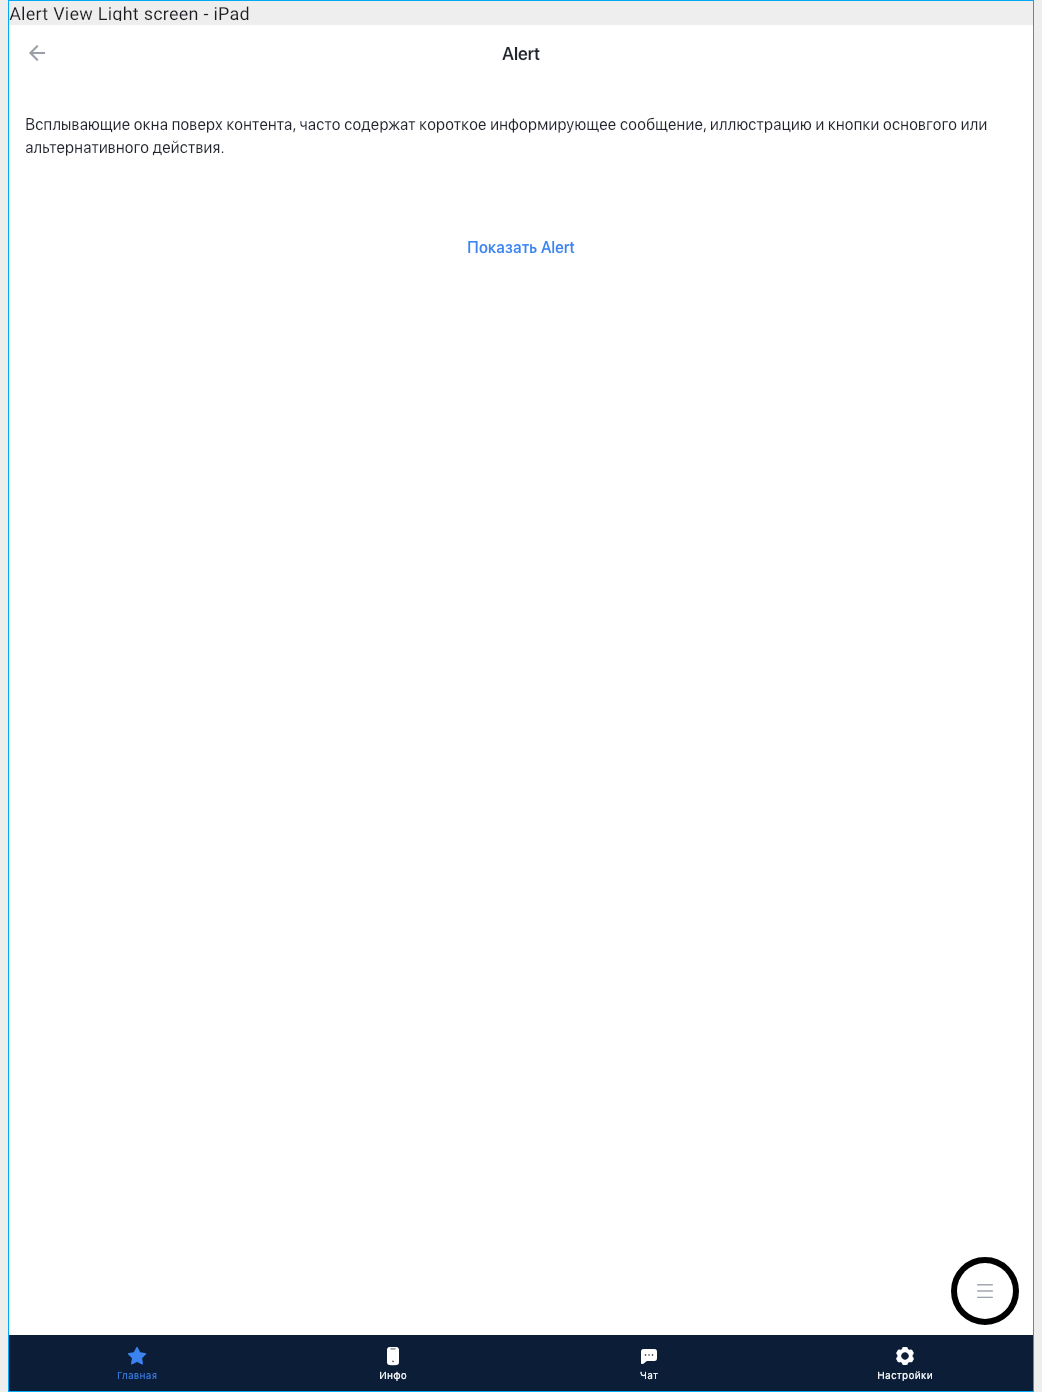 Alert View Light screen - iPad
Alert
Всплывающие окна поверх контента, часто содержат короткое информирующее сообщение, иллюстрацию и кнопки основгого или
альтернативного действия.
Показать Alert
Главная
Инфо
Чат
Настройки